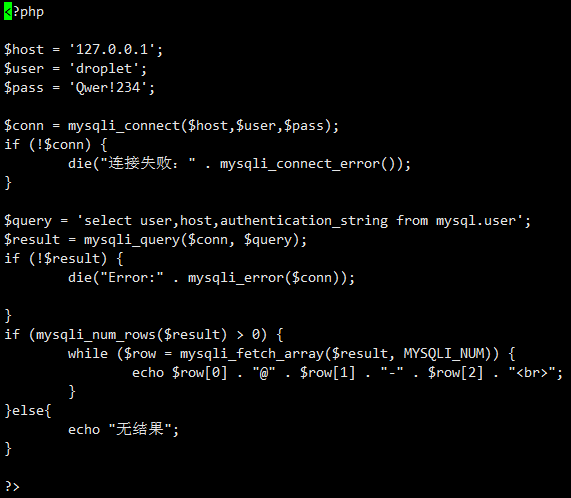 <?php
$host = '127.0.0.1';
$user = 'droplet';
$pass = 'Qwer!234';
$conn = mysqli_connect($host,$user,$pass);
if (!$conn) {
die("连接失败：" . mysqli_connect_error());
}
$query = 'select user,host,authentication_string from mysql.user';
$result = mysqli_query($conn, $query);
if (!$result) {
die("Error:" . mysqli_error($conn));
}
if (mysqli_num_rows($result) > 0) {
while ($row = mysqli_fetch_array($result, MYSQLI_NUM)) {
echo $row[0] . "@" . $row[1] . "-" . $row[2] . "<br>";
}
}else{
echo "无结果";
}
?>